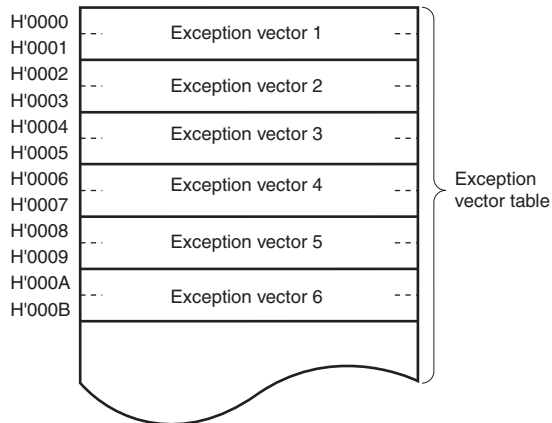 H'0000
Exception vector 1
H'0001
H'0002
Exception vector 2
H'0003
H'0004
Exception vector 3
H'0005
H'0006
Exception vector 4
H'0007
H'0008
Exception vector 5
H'0009
H'000A
Exception vector 6
H'000B
Exception
vector table